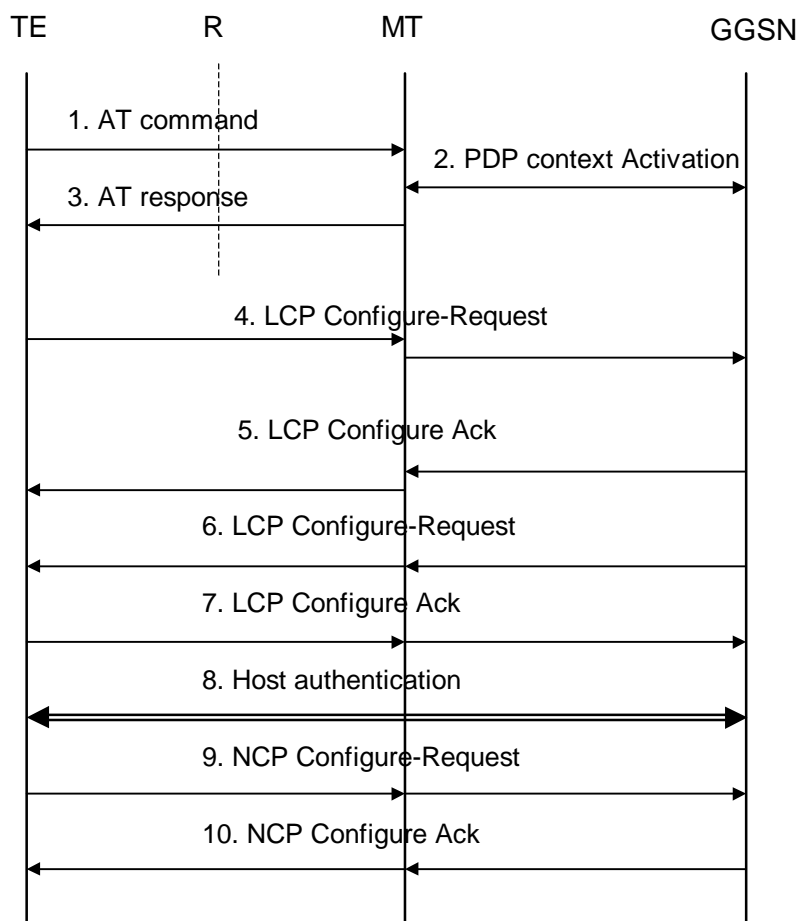 TE R MT GGSN
1. AT command
2. PDP context Activation
3. AT response
4. LCP Configure-Request
5. LCP Configure Ack
6. LCP Configure-Request
7. LCP Configure Ack
8. Host authentication
9. NCP Configure-Request
10. NCP Configure Ack